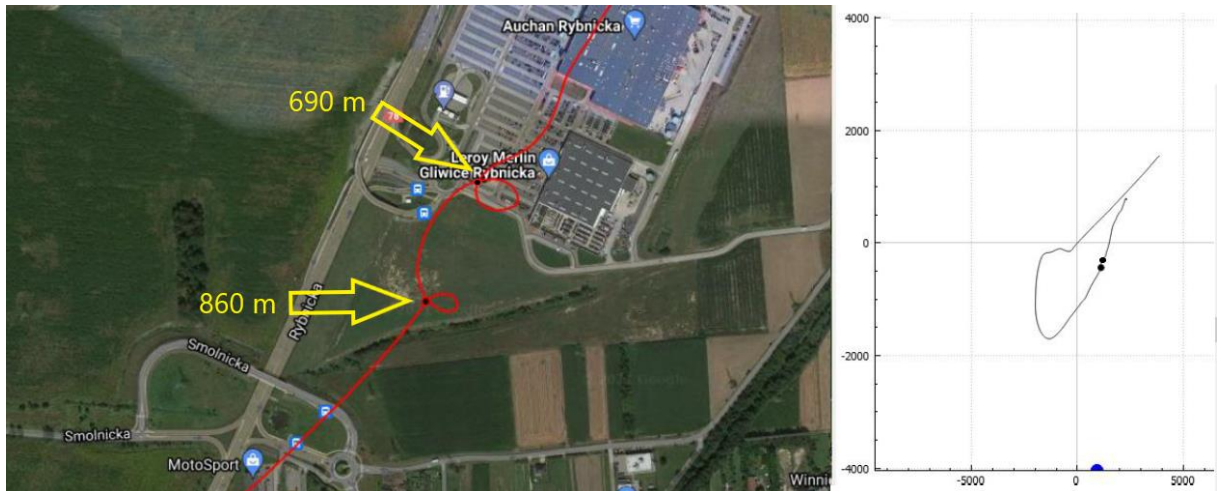 Auchan Rybnicka
690 m
78
Leroy Merlin
Gliwice Rybnicka
860 m
Rybnicka
Smolnicka
Smolnicka
MotoSport
Winni
4000
2000
0
-2000
-4000
-5000
0
5000